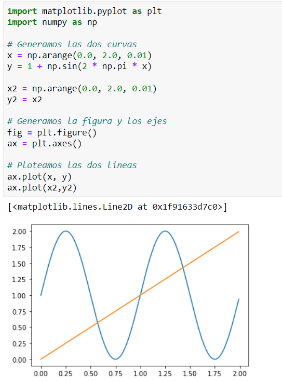 import matplotlib.pyplot as plt
import numpy as np
# Generamos las dos curvas
x = np.arange(0.0, 2.0, 0.01)
y = 1 + np.sin(2 * np.pi * x)
x2 = np.arange(0.0, 2.0, 0.01)
y2 = x2
# Generamos la figura y los ejes
fig = plt.figure()
ax = plt.axes()
# Ploteamos las dos líneas
ax.plot(x, y)
ax.plot(x2,y2)
[<matplotlib.lines.Line2D at 0x1f91633d7c0>]
2.00
1.75
1.50
1.25
1.00
0.75
0.50
0.25
0.00
0.00 0.25 0.50 0.75 1.00 1.25 1.50 1.75 2.00